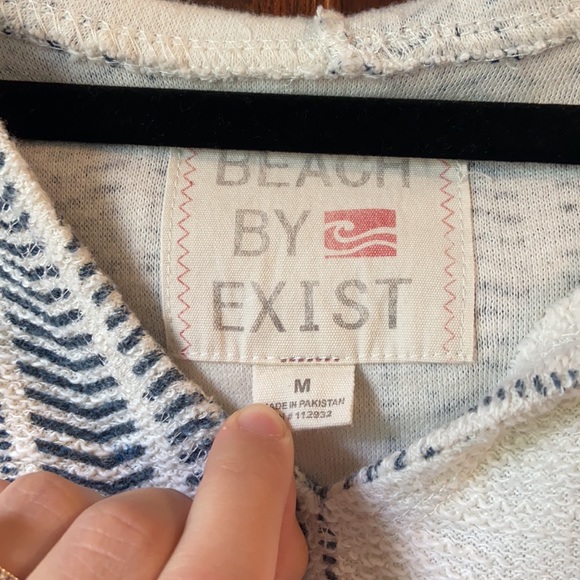 BEACH
BY
EXIST
M
MADE IN PAKISTAN
# 112932